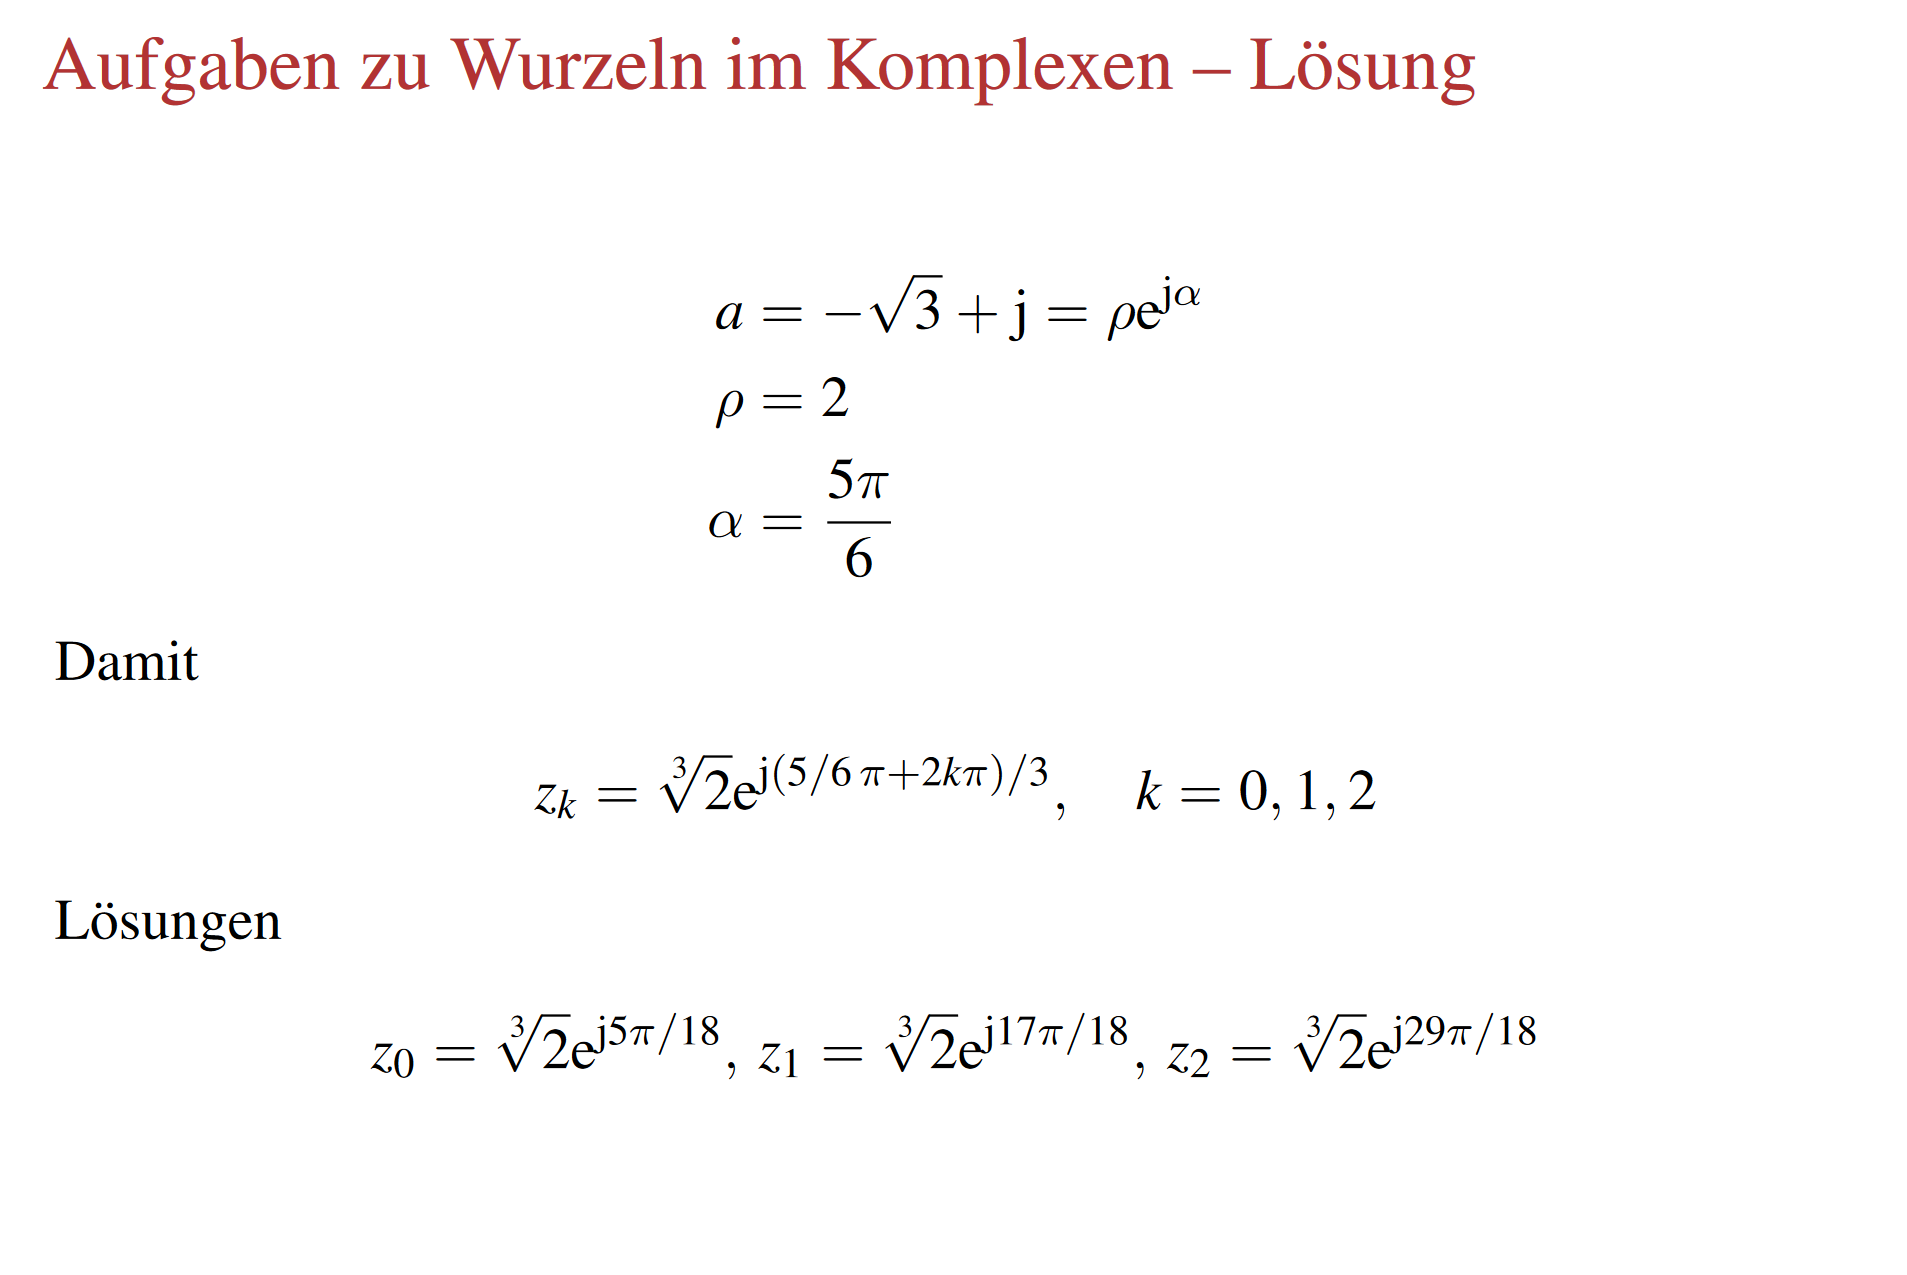 Aufgaben zu Wurzeln im Komplexen – Lösung
a = −√3 + j = ρe^{jα}
ρ = 2
α = 5π/6
Damit
z_k = ∛2e^{j(5/6 π+2kπ)/3}, k = 0, 1, 2
Lösungen
z_0 = ∛2e^{j5π/18}, z_1 = ∛2e^{j17π/18}, z_2 = ∛2e^{j29π/18}